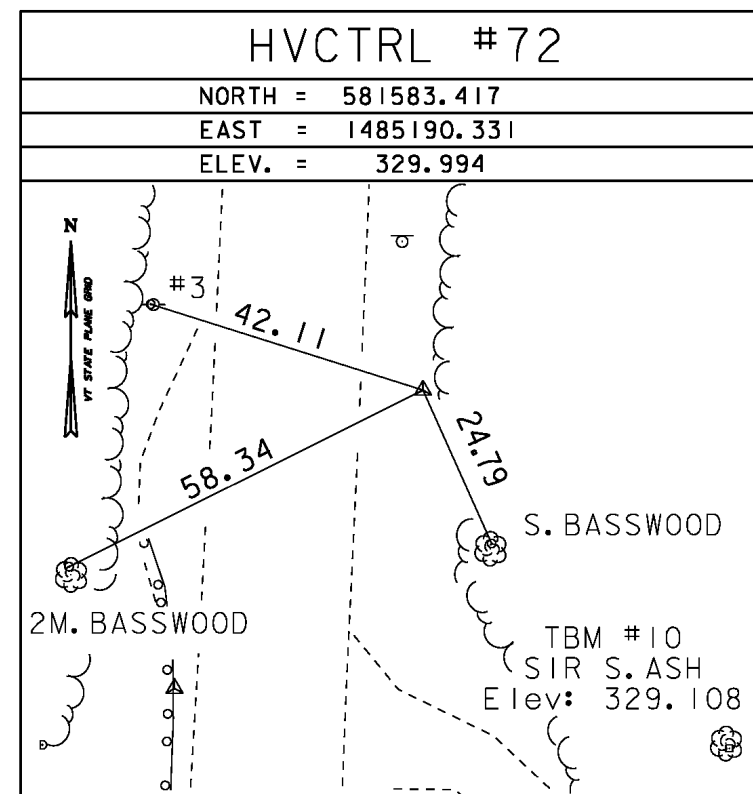 HVCTRL #72
NORTH = 581583.417
EAST = 1485190.331
ELEV. = 329.994
N
VT STATE PLANE GRID
#3
42.11
58.34
24.79
S. BASSWOOD
2M. BASSWOOD
TBM #10
SIR S. ASH
Elev: 329.108